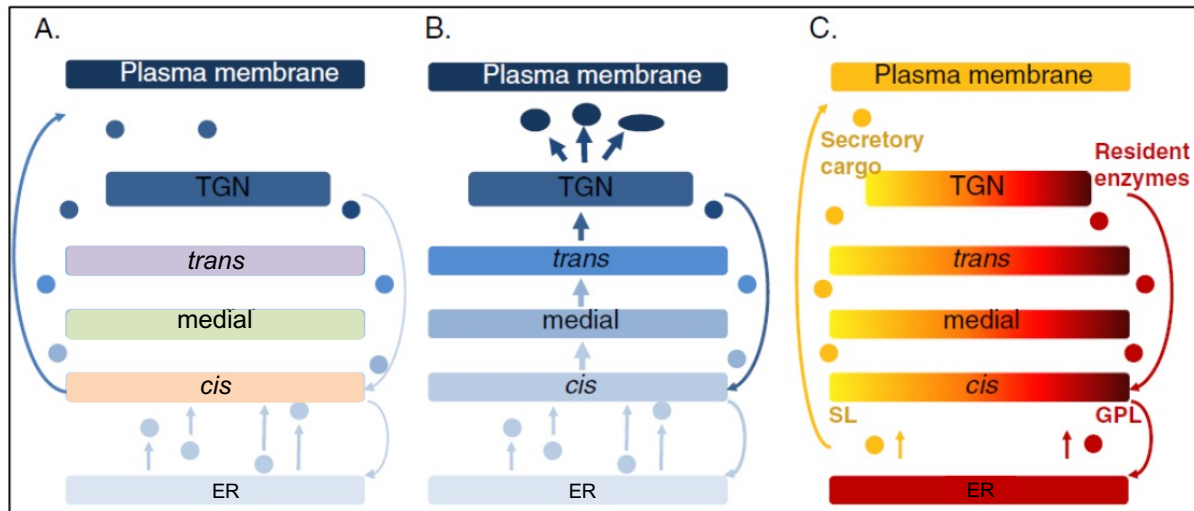 A.
Plasma membrane
TGN
trans
medial
cis
ER
B.
Plasma membrane
TGN
trans
medial
cis
ER
C.
Plasma membrane
Secretory
cargo
TGN
Resident
enzymes
trans
medial
cis
SL
GPL
ER